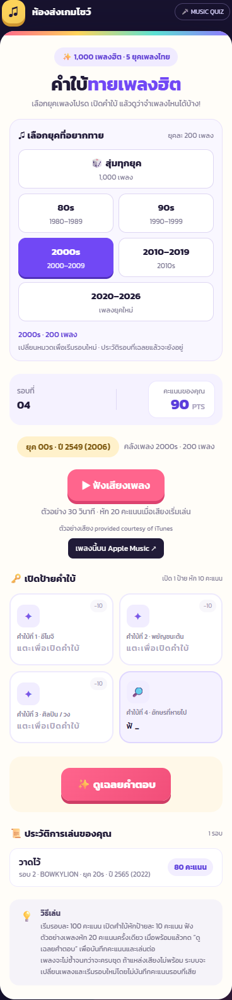 ห้องส่งเกมโชว์
🎤 MUSIC QUIZ
✨ 1,000 เพลงฮิต · 5 ยุคเพลงไทย
คำใบ้ทายเพลงฮิต
เลือกยุคเพลงโปรด เปิดคำใบ้ แล้วดูว่าจำเพลงไหนได้บ้าง!
🎵 เลือกยุคที่อยากทาย
ยุคละ 200 เพลง
🎲 สุ่มทุกยุค
1,000 เพลง
80s
1980–1989
90s
1990–1999
2000s
2000–2009
2010–2019
2010s
2020–2026
เพลงยุคใหม่
2000s · 200 เพลง
เปลี่ยนหมวดเพื่อเริ่มรอบใหม่ · ประวัติรอบที่เฉลยแล้วจะยังอยู่
รอบที่
04
คะแนนของคุณ
90 PTS
ยุค 00s · ปี 2549 (2006)
คลังเพลง 2000s · 200 เพลง
▶ ฟังเสียงเพลง
ตัวอย่าง 30 วินาที · หัก 20 คะแนนเมื่อเสียงเริ่มเล่น
ตัวอย่างเสียง provided courtesy of iTunes
เพลงนี้บน Apple Music ↗
🔑 เปิดป้ายคำใบ้
เปิด 1 ป้าย หัก 10 คะแนน
✦
-10
คำใบ้ที่ 1 · อีโมจิ
แตะเพื่อเปิดคำใบ้
✦
-10
คำใบ้ที่ 2 · พยัญชนะต้น
แตะเพื่อเปิดคำใบ้
✦
-10
คำใบ้ที่ 3 · ศิลปิน / วง
แตะเพื่อเปิดคำใบ้
🔎
คำใบ้ที่ 4 · อักษรที่หายไป
ฟ้ _
✨ ดูเฉลยคำตอบ
📜 ประวัติการเล่นของคุณ
1 รอบ
วาดไว้
รอบ 2 · BOWKYLION · ยุค 20s · ปี 2565 (2022)
80 คะแนน
💡 วิธีเล่น
เริ่มรอบละ 100 คะแนน เปิดคำใบ้หักป้ายละ 10 คะแนน ฟัง
ตัวอย่างเพลงหัก 20 คะแนนครั้งเดียว เมื่อพร้อมแล้วกด “ดู
เฉลยคำตอบ” เพื่อบันทึกคะแนนและเล่นต่อ
เพลงจะไม่ซ้ำจนกว่าจะครบชุด ถ้าแหล่งเสียงไม่พร้อม ระบบจะ
เปลี่ยนเพลงและเริ่มรอบใหม่โดยไม่บันทึกคะแนนรอบที่เสีย